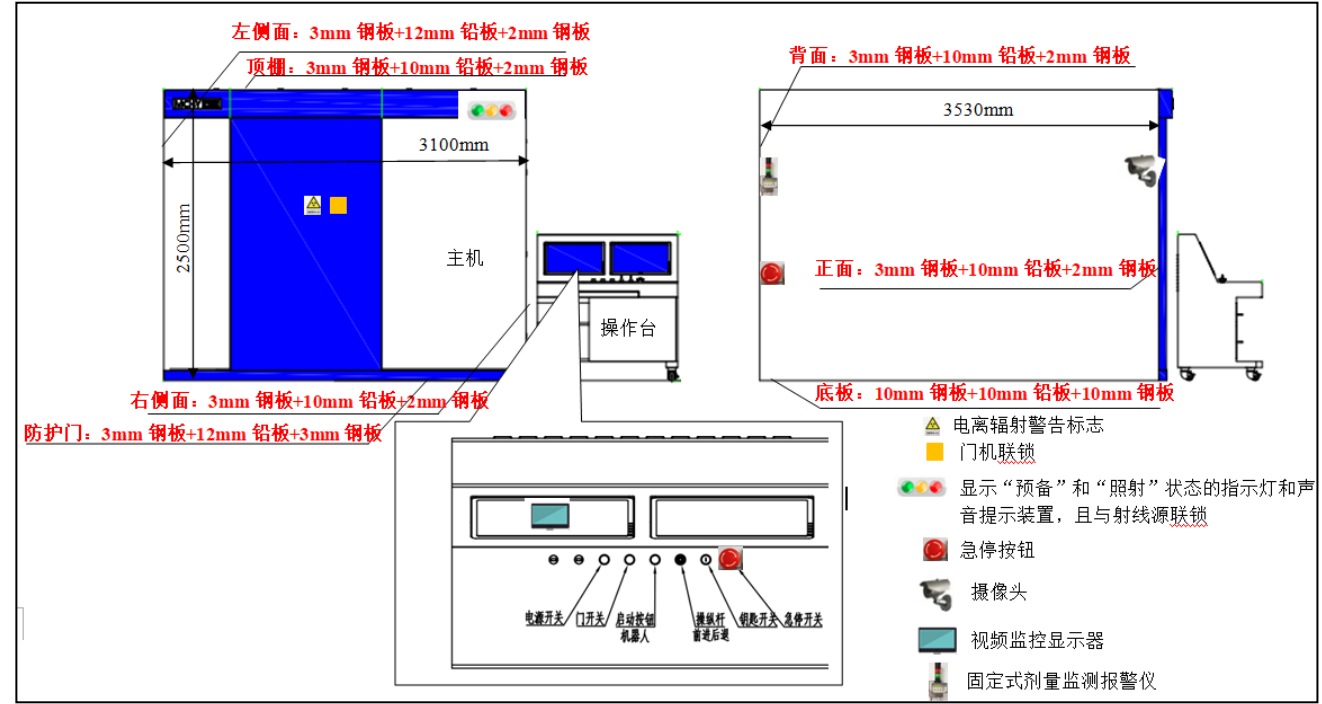 左侧面：3mm 钢板+12mm 铅板+2mm 钢板
顶棚：3mm 钢板+10mm 铅板+2mm 钢板
3100mm
2500mm
主机
操作台
右侧面：3mm 钢板+10mm 铅板+2mm 钢板
防护门：3mm 钢板+12mm 铅板+3mm 钢板
背面：3mm 钢板+10mm 铅板+2mm 钢板
3530mm
正面：3mm 钢板+10mm 铅板+2mm 钢板
底板：10mm 钢板+10mm 铅板+10mm 钢板
电源开关
门开关
启动按钮
机器人
操纵杆
前进后退
钥匙开关
急停开关
电离辐射警告标志
门机联锁
显示“预备”和“照射”状态的指示灯和声
音提示装置，且与射线源联锁
急停按钮
摄像头
视频监控显示器
固定式剂量监测报警仪